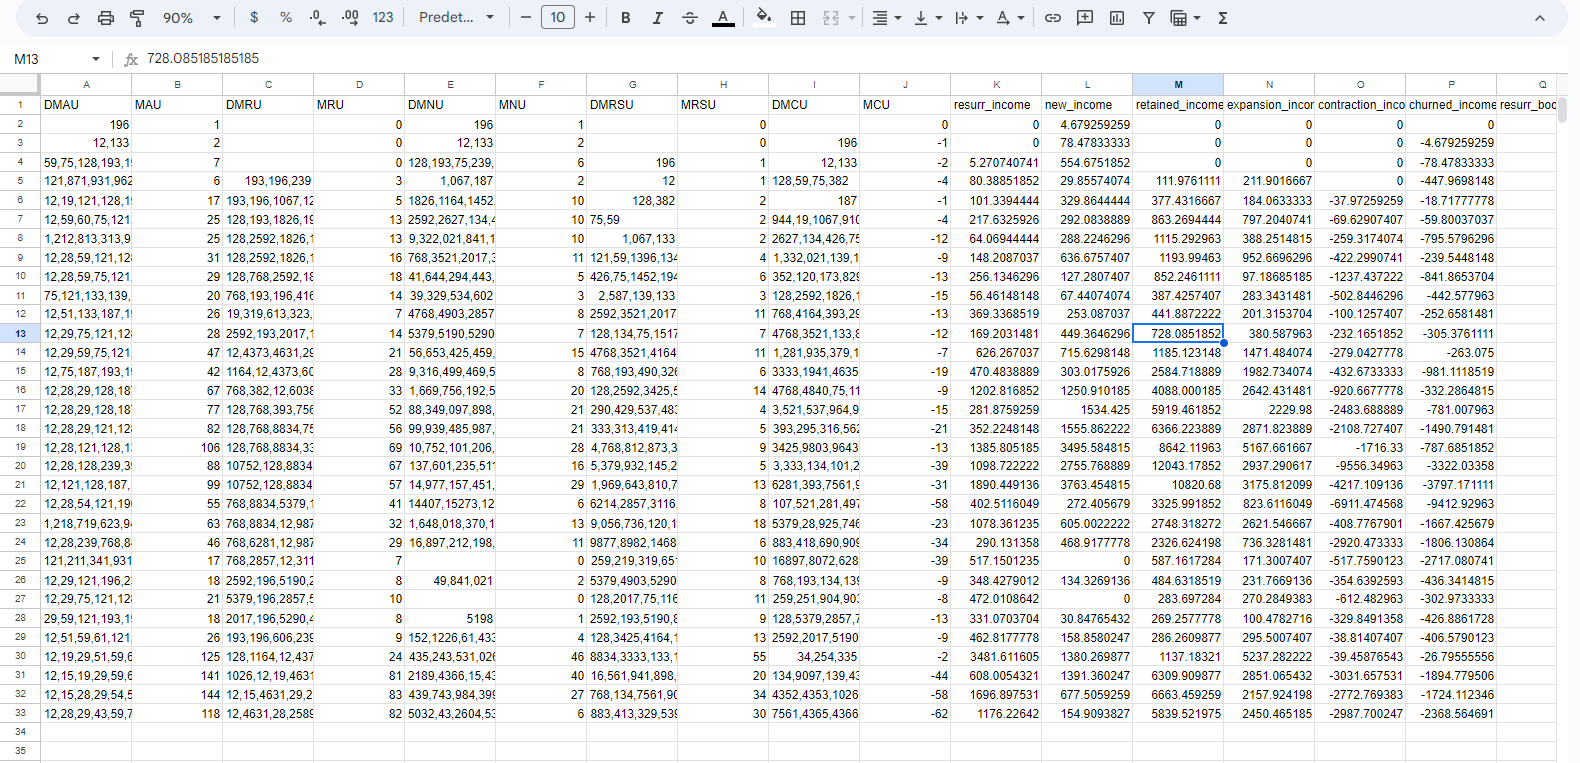 90% $ % .0 .00 123 Predet... − 10 + B I S A Σ
M13 fx 728.085185185185
A B C D E F G H I J K L M N O P Q
1 DMAU MAU DMRU MRU DMNU MNU DMRSU MRSU DMCU MCU resurr_income new_income retained_income expansion_incor contraction_inco churned_income resurr_boo
2 196 1 0 196 1 0 0 0 4.679259259 0 0 0 0
3 12,133 2 0 12,133 2 0 196 -1 0 78.47833333 0 0 0 -4.679259259
4 59,75,128,193,1 7 0 128,193,75,239, 6 196 1 12,133 -2 5.270740741 554.6751852 0 0 0 -78.47833333
5 121,871,931,962 6 193,196,239 3 1,067,187 2 12 1 128,59,75,382 -4 80.38851852 29.85574074 111.9761111 211.9016667 0 -447.9698148
6 12,19,121,128,1 17 193,196,1067,12 5 1826,1164,1452, 10 128,382 2 187 -1 101.3394444 329.8644444 377.4316667 184.0633333 -37.97259259 -18.71777778
7 12,59,60,75,121 25 128,193,1826,19 13 2592,2627,134,4 10 75,59 2 944,19,1067,910 -4 217.6325926 292.0838889 863.2694444 797.2040741 -69.62907407 -59.80037037
8 1,212,813,313,9 25 128,2592,1826,1 13 9,322,021,841,1 10 1,067,133 2 2627,134,426,75 -12 64.06944444 288.2246296 1115.292963 388.2514815 -259.3174074 -795.5796296
9 12,28,59,121,12 31 128,2592,1826,1 16 768,3521,2017,3 11 121,59,1396,134 4 1,332,021,139,1 -9 148.2087037 636.6757407 1193.99463 952.6696296 -422.2990741 -239.5448148
10 12,28,59,75,121 29 128,768,2592,18 18 41,644,294,443, 5 426,75,1452,194 6 352,120,173,829 -13 256.1346296 127.2807407 852.2461111 97.18685185 -1237.437222 -841.8653704
11 75,121,133,139, 20 768,193,196,416 14 39,329,534,602 3 2,587,139,133 3 128,2592,1826,1 -15 56.46148148 67.44074074 387.4257407 283.3431481 -502.8446296 -442.577963
12 12,51,133,187,1 26 19,319,613,323, 7 4768,4903,2857 8 2592,3521,2017 11 768,4164,393,29 -13 369.3368519 253.087037 441.8872222 201.3153704 -100.1257407 -252.6581481
13 12,29,75,121,12 28 2592,193,2017,1 14 5379,5190,5290 7 128,134,75,1517 7 4768,3521,133,8 -12 169.2031481 449.3646296 728.0851852 380.587963 -232.1651852 -305.3761111
14 12,29,59,75,121 47 12,4373,4631,29 21 56,653,425,459, 15 4768,3521,4164 11 1,281,935,379,1 -7 626.267037 715.6298148 1185.123148 1471.484074 -279.0427778 -263.075
15 12,75,187,193,1 42 1164,12,4373,60 28 9,316,499,469,5 8 768,193,490,326 6 3333,1941,4635 -19 470.4838889 303.0175926 2584.718889 1982.734074 -432.6733333 -981.1118519
16 12,28,29,128,18 67 768,382,12,6038 33 1,669,756,192,5 20 128,2592,3425,5 14 4768,4840,75,11 -9 1202.816852 1250.910185 4088.000185 2642.431481 -920.6677778 -332.2864815
17 12,28,29,128,18 77 128,768,393,756 52 88,349,097,898, 21 290,429,537,483 4 3,521,537,964,9 -15 281.8759259 1534.425 5919.461852 2229.98 -2483.688889 -781.007963
18 12,28,29,121,12 82 128,768,8834,75 56 99,939,485,987, 21 333,313,419,414 5 393,295,316,562 -21 352.2248148 1555.862222 6366.223889 2871.823889 -2108.727407 -1490.791481
19 12,28,121,128,1 106 128,768,8834,33 69 10,752,101,206, 28 4,768,812,873,3 9 3425,9803,9643 -13 1385.805185 3495.584815 8642.11963 5167.661667 -1716.33 -787.6851852
20 12,28,128,239,3 88 10752,128,8834 67 137,601,235,511 16 5,379,932,145,2 5 3,333,134,101,2 -39 1098.722222 2755.768889 12043.17852 2937.290617 -9556.34963 -3322.03358
21 12,121,128,187, 99 10752,128,8834 57 14,977,157,451, 29 1,969,643,810,7 13 6281,393,7561,9 -31 1890.449136 3763.454815 10820.68 3175.812099 -4217.109136 -3797.171111
22 12,28,54,121,196 55 768,8834,5379,1 41 14407,15273,12 6 6214,2857,3116 8 107,521,281,497 -58 402.5116049 272.405679 3325.991852 823.6116049 -6911.474568 -9412.92963
23 1,218,719,623,94 63 768,8834,12,987 32 1,648,018,370,1 13 9,056,736,120,1 18 5379,28,925,746 -23 1078.361235 605.0022222 2748.318272 2621.546667 -408.7767901 -1667.425679
24 12,28,239,768,8 46 768,6281,12,987 29 16,897,212,198, 11 9877,8982,1468 6 883,418,690,909 -34 290.131358 468.9177778 2326.624198 736.3281481 -2920.473333 -1806.130864
25 121,211,341,931 17 768,2857,12,311 7 0 259,219,319,651 10 16897,8072,628 -39 517.1501235 0 587.1617284 171.3007407 -517.7590123 -2717.080741
26 12,29,121,196,2 18 2592,196,5190,2 8 49,841,021 2 5379,4903,5290 8 768,193,134,139 -9 348.4279012 134.3269136 484.6318519 231.7669136 -354.6392593 -436.3414815
27 12,29,75,121,12 21 5379,196,2857,5 10 0 128,2017,75,116 11 259,251,904,903 -8 472.0108642 0 283.697284 270.2849383 -612.482963 -302.9733333
28 29,59,121,193,1 18 2017,196,5290,4 8 5198 1 2592,193,5190,8 9 128,5379,2857,7 -13 331.0703704 30.84765432 269.2577778 100.4782716 -329.8491358 -426.8861728
29 12,51,59,61,121 26 193,196,606,239 9 152,1226,61,433 4 128,3425,4164,1 13 2592,2017,5190 -9 462.8177778 158.8580247 286.2609877 295.5007407 -38.81407407 -406.5790123
30 12,19,29,51,59,6 125 128,1164,12,437 24 435,243,531,026 46 8834,3333,133,1 55 34,254,335 -2 3481.611605 1380.269877 1137.18321 5237.282222 -39.45876543 -26.79555556
31 12,15,19,29,59,6 141 1026,12,19,4631 81 2189,4366,15,43 40 16,561,941,898, 20 134,9097,139,43 -44 608.0054321 1391.360247 6309.909877 2851.065432 -3031.657531 -1894.779506
32 12,15,28,29,54,5 144 12,15,4631,29,2 83 439,743,984,399 27 768,134,7561,90 34 4352,4353,1026 -58 1696.897531 677.5059259 6663.459259 2157.924198 -2772.769383 -1724.112346
33 12,28,29,43,59,7 118 12,4631,28,2589 82 5032,43,2604,53 6 883,413,329,539 30 7561,4365,4366 -62 1176.22642 154.9093827 5839.521975 2450.465185 -2987.700247 -2368.564691
34
35